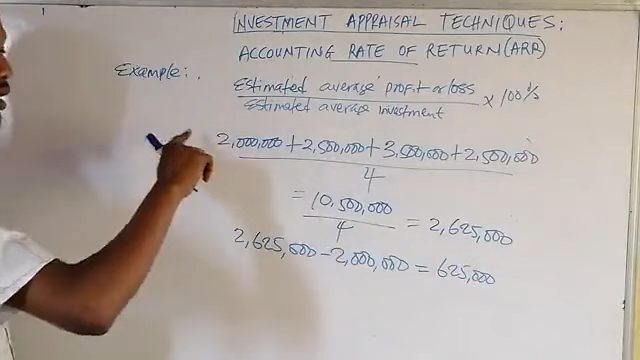 INVESTMENT APPRAISAL TECHNIQUES:
ACCOUNTING RATE OF RETURN (ARR)
Example:.
Estimated average profit or loss
Estimated average investment
× 100%
2,000,000 + 2,500,000 + 3,500,000 + 2,500,000
4
= 10,500,000
4
= 2,625,000
2,625,000 - 2,000,000 = 625,000